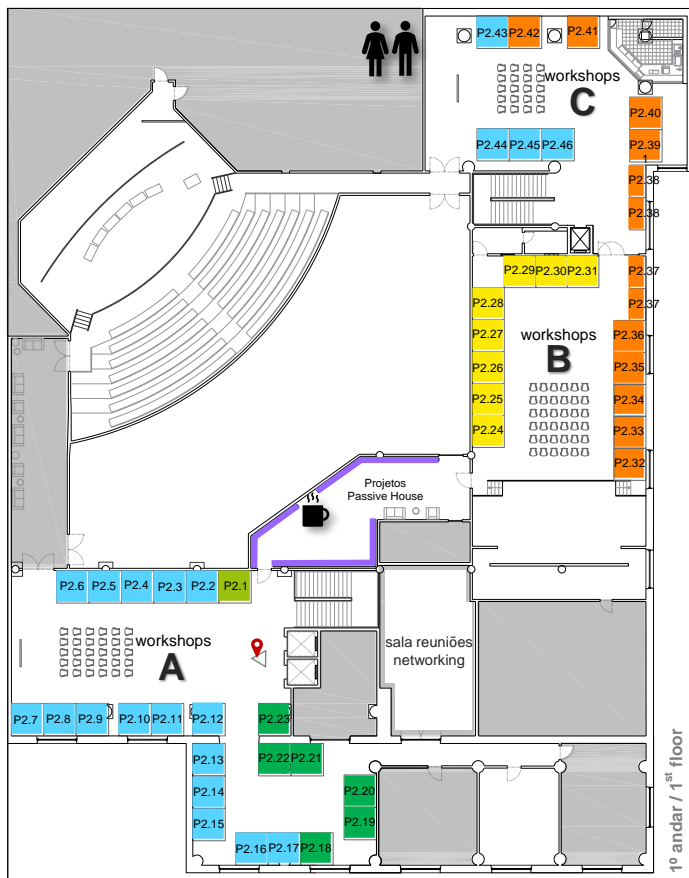 P2.43
P2.42
P2.41
workshops
C
P2.40
P2.44
P2.45
P2.46
P2.39
1
P2.38
P2.38
P2.29
P2.30
P2.31
P2.37
P2.28
P2.37
P2.27
workshops
B
P2.36
P2.26
P2.35
P2.25
P2.34
P2.24
P2.33
P2.32
Projetos
Passive House
P2.6
P2.5
P2.4
P2.3
P2.2
P2.1
workshops
A
sala reuniões
networking
P2.7
P2.8
P2.9
P2.10
P2.11
P2.12
P2.23
P2.13
P2.22
P2.21
P2.14
P2.20
P2.15
P2.19
P2.16
P2.17
P2.18
1º andar / 1st floor